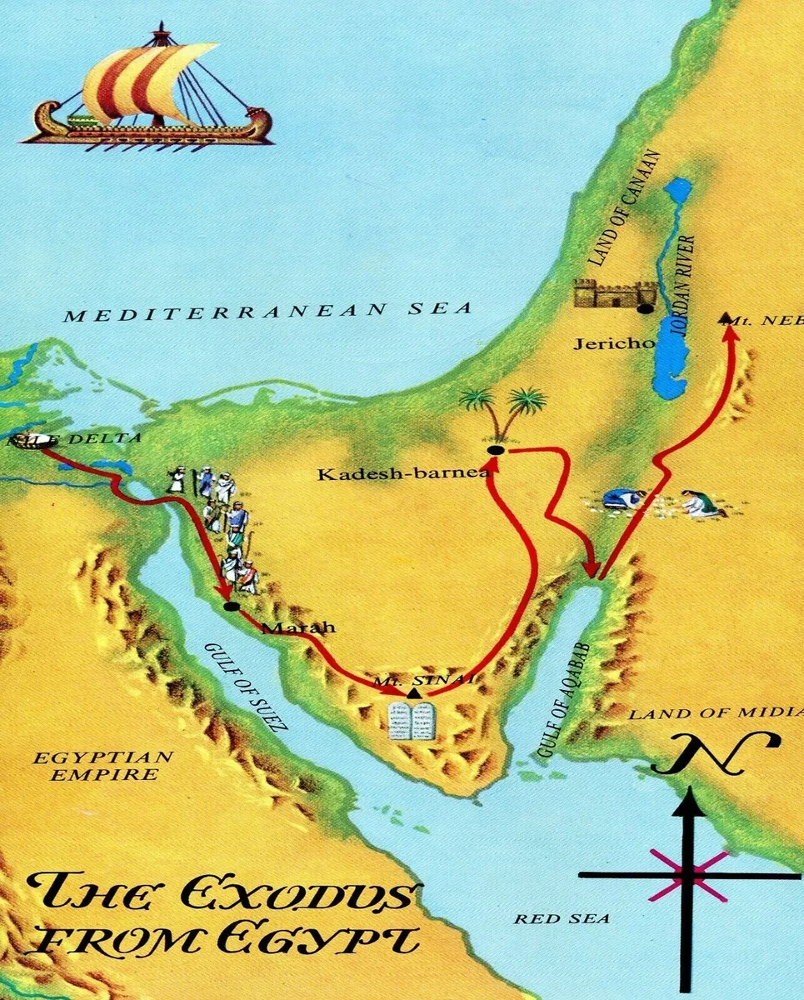 LAND OF CANAAN
JORDAN RIVER
MEDITERRANEAN SEA
Mt. NEB
Jericho
NILE DELTA
Kadesh-barnea
Marah
GULF OF SUEZ
Mt. SINAI
GULF OF AQABAB
LAND OF MIDIA
EGYPTIAN
EMPIRE
N
THE EXODUS
FROM EGYPT
RED SEA